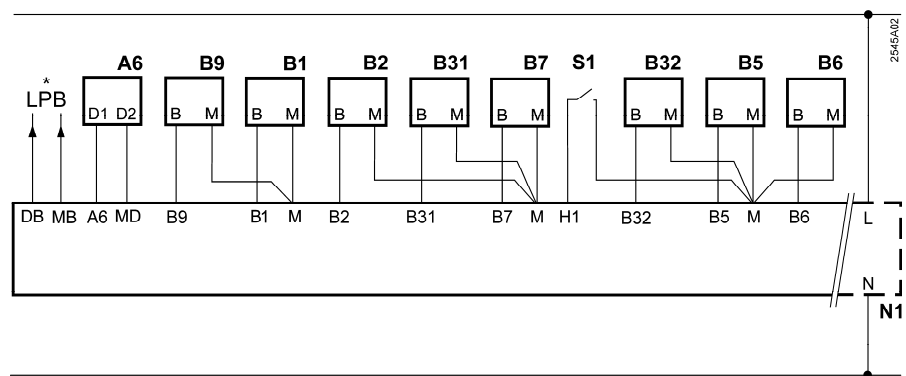 2545A02
*
LPB
A6 B9 B1 B2 B31 B7 S1 B32 B5 B6
D1 D2 B M B M B M B M B M B M B M B M
DB MB A6 MD B9 B1 M B2 B31 B7 M H1 B32 B5 M B6 L
N
N1